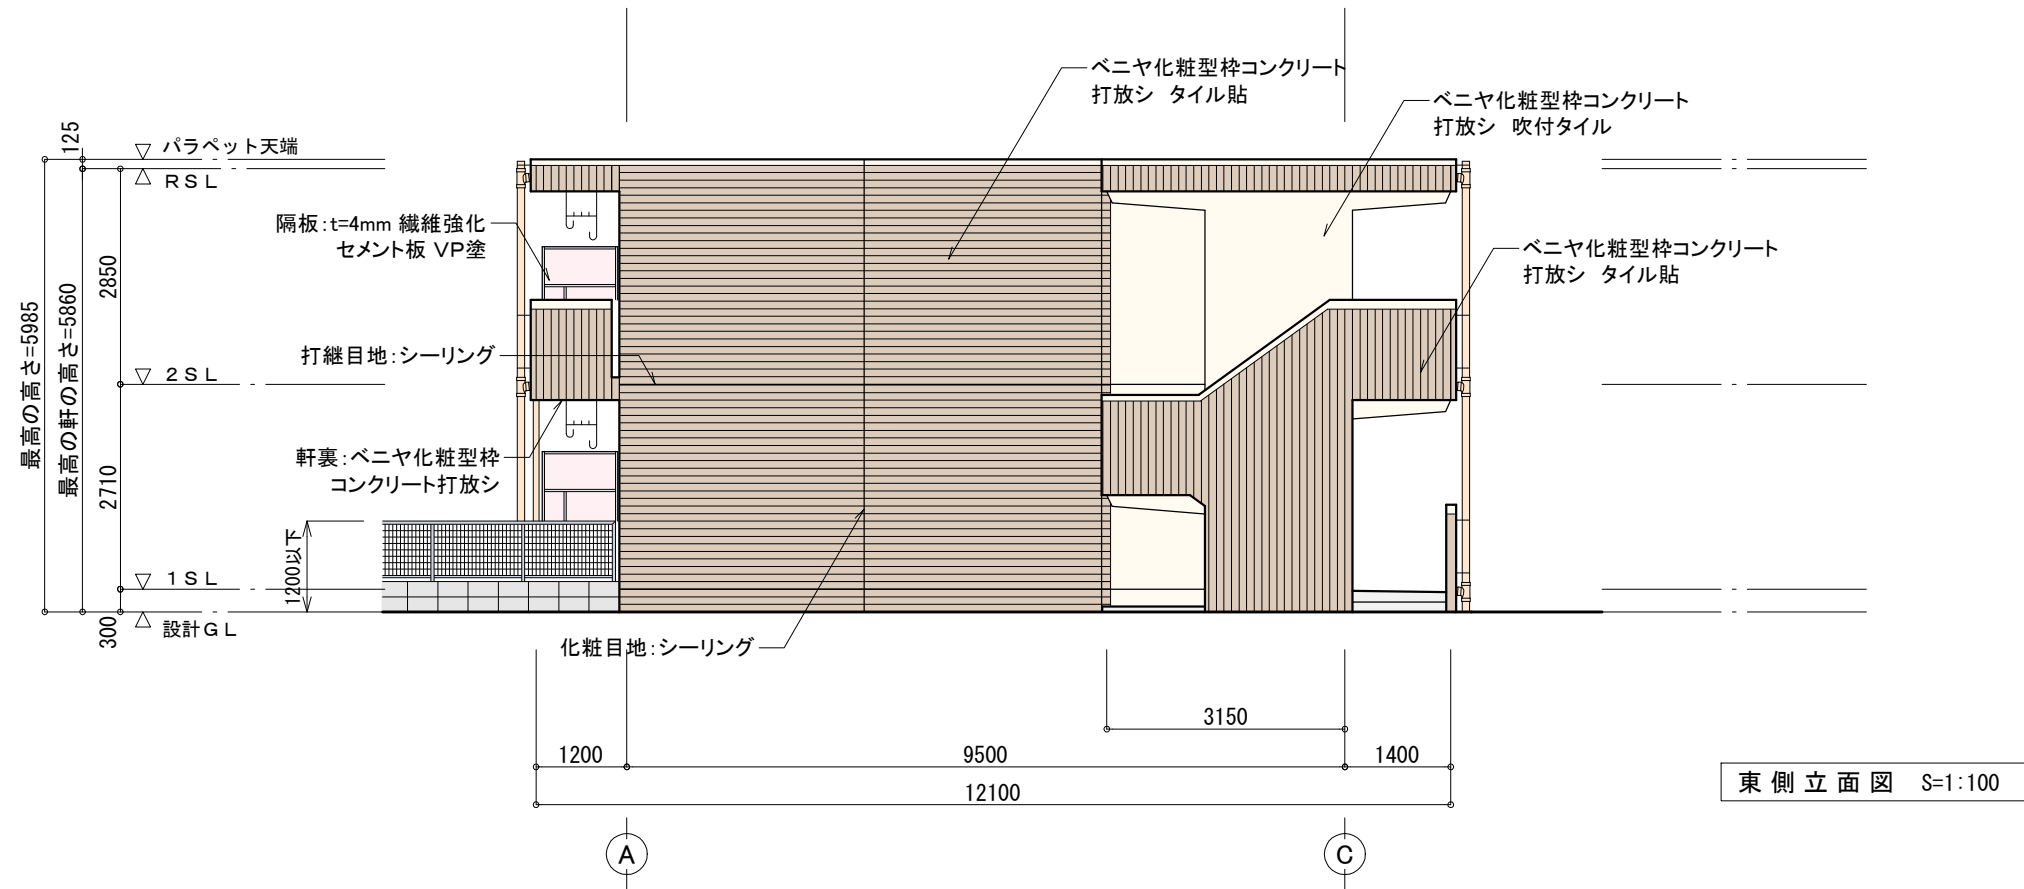 ベニヤ化粧型枠コンクリート
打放シ タイル貼
ベニヤ化粧型枠コンクリート
打放シ 吹付タイル
125
パラペット天端
RSL
隔板:t=4mm 繊維強化
セメント板 VP塗
ベニヤ化粧型枠コンクリート
打放シ タイル貼
2850
最高の高さ=5985
最高の軒の高さ=5860
打継目地:シーリング
2SL
軒裏:ベニヤ化粧型枠
コンクリート打放シ
2710
1200以下
1SL
300
設計GL
化粧目地:シーリング
3150
1200
9500
1400
12100
東側立面図 S=1:100
A
C